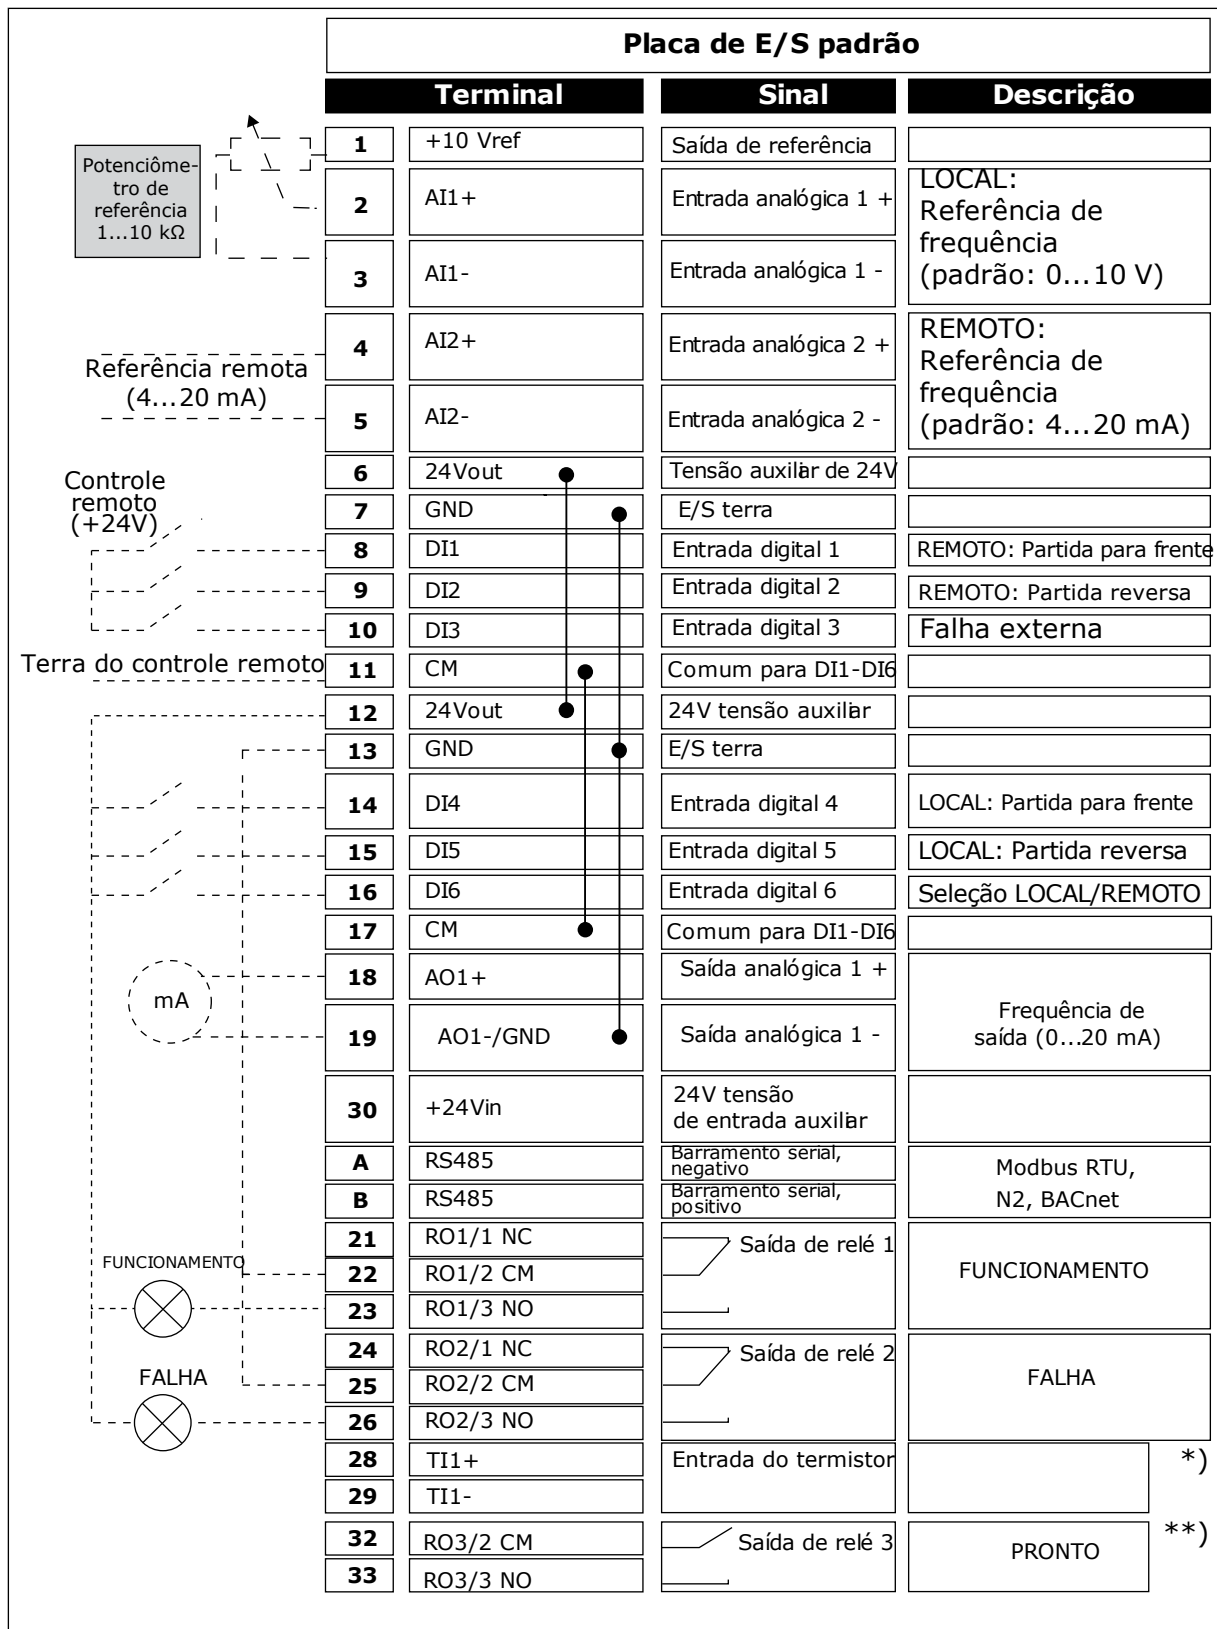 Placa de E/S padrão
Terminal Sinal Descrição
Potenciôme-
tro de
referência
1...10 kΩ
1 +10 Vref Saída de referência
2 AI1+ Entrada analógica 1 +
3 AI1- Entrada analógica 1 -
LOCAL:
Referência de
frequência
(padrão: 0...10 V)
Referência remota
(4...20 mA)
4 AI2+ Entrada analógica 2 +
5 AI2- Entrada analógica 2 -
REMOTO:
Referência de
frequência
(padrão: 4...20 mA)
Controle
remoto
(+24V)
6 24Vout Tensão auxiliar de 24V
7 GND E/S terra
8 DI1 Entrada digital 1 REMOTO: Partida para frente
9 DI2 Entrada digital 2 REMOTO: Partida reversa
10 DI3 Entrada digital 3 Falha externa
Terra do controle remoto 11 CM Comum para DI1-DI6
12 24Vout 24V tensão auxiliar
13 GND E/S terra
14 DI4 Entrada digital 4 LOCAL: Partida para frente
15 DI5 Entrada digital 5 LOCAL: Partida reversa
16 DI6 Entrada digital 6 Seleção LOCAL/REMOTO
17 CM Comum para DI1-DI6
mA
18 AO1+ Saída analógica 1 +
19 AO1-/GND Saída analógica 1 -
Frequência de
saída (0...20 mA)
30 +24Vin 24V tensão
de entrada auxiliar
A RS485 Barramento serial,
negativo
B RS485 Barramento serial,
positivo
Modbus RTU,
N2, BACnet
FUNCIONAMENTO
21 RO1/1 NC Saída de relé 1
22 RO1/2 CM FUNCIONAMENTO
23 RO1/3 NO
24 RO2/1 NC Saída de relé 2
FALHA 25 RO2/2 CM FALHA
26 RO2/3 NO
28 TI1+ Entrada do termistor *)
29 TI1-
32 RO3/2 CM Saída de relé 3 PRONTO **)
33 RO3/3 NO